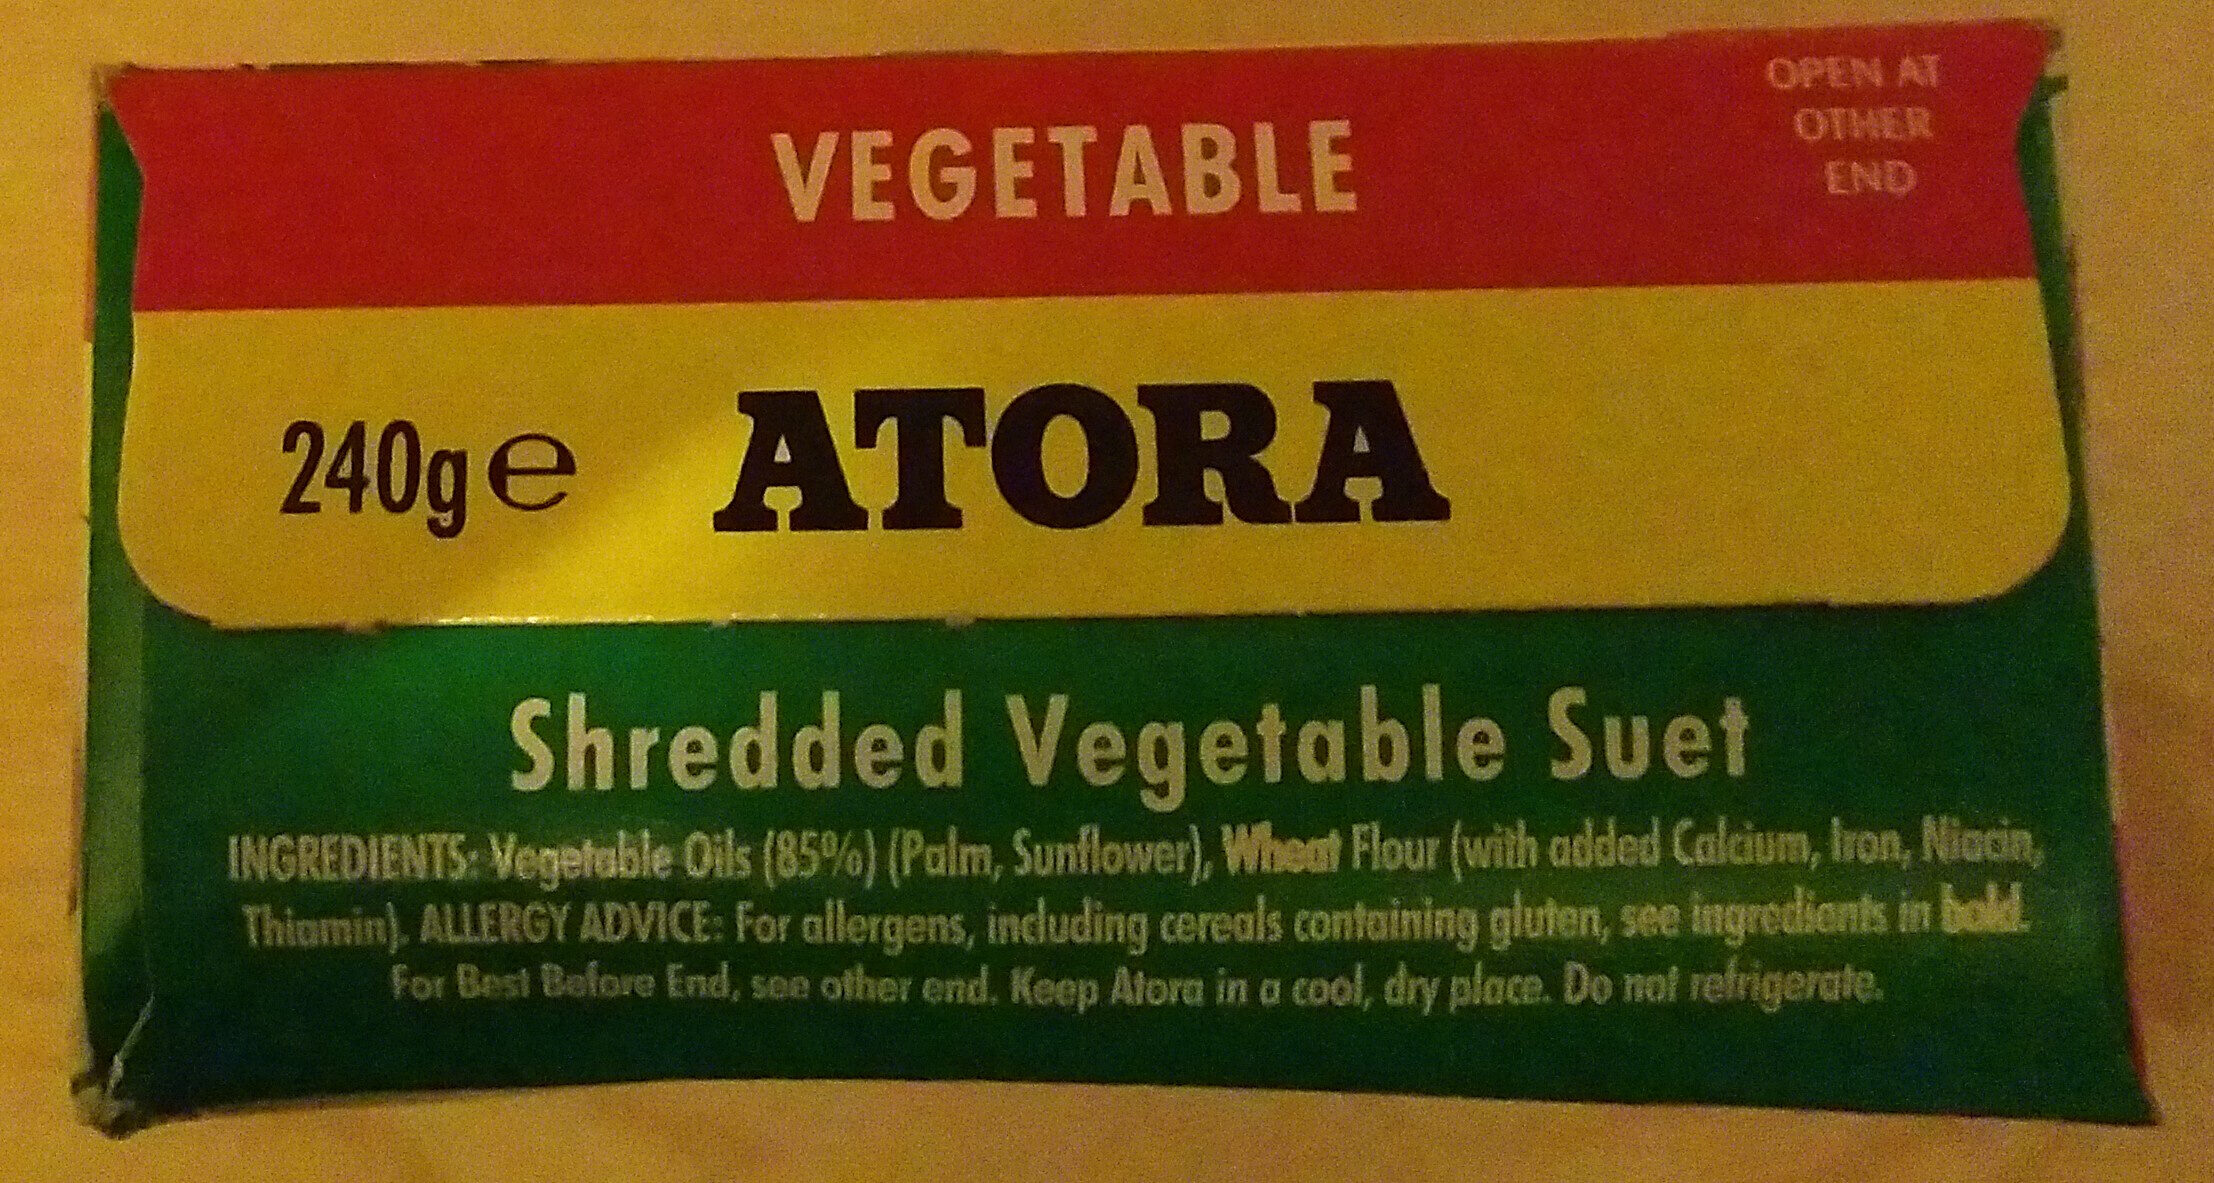 VEGETABLE
OPEN AT
OTHER
END
240g℮ ATORA
Shredded Vegetable Suet
INGREDIENTS: Vegetable Oils (85%) (Palm, Sunflower), Wheat Flour (with added Calcium, Iron, Niacin,
Thiamin). ALLERGY ADVICE: For allergens, including cereals containing gluten, see ingredients in bold.
For Best Before End, see other end. Keep Atora in a cool, dry place. Do not refrigerate.